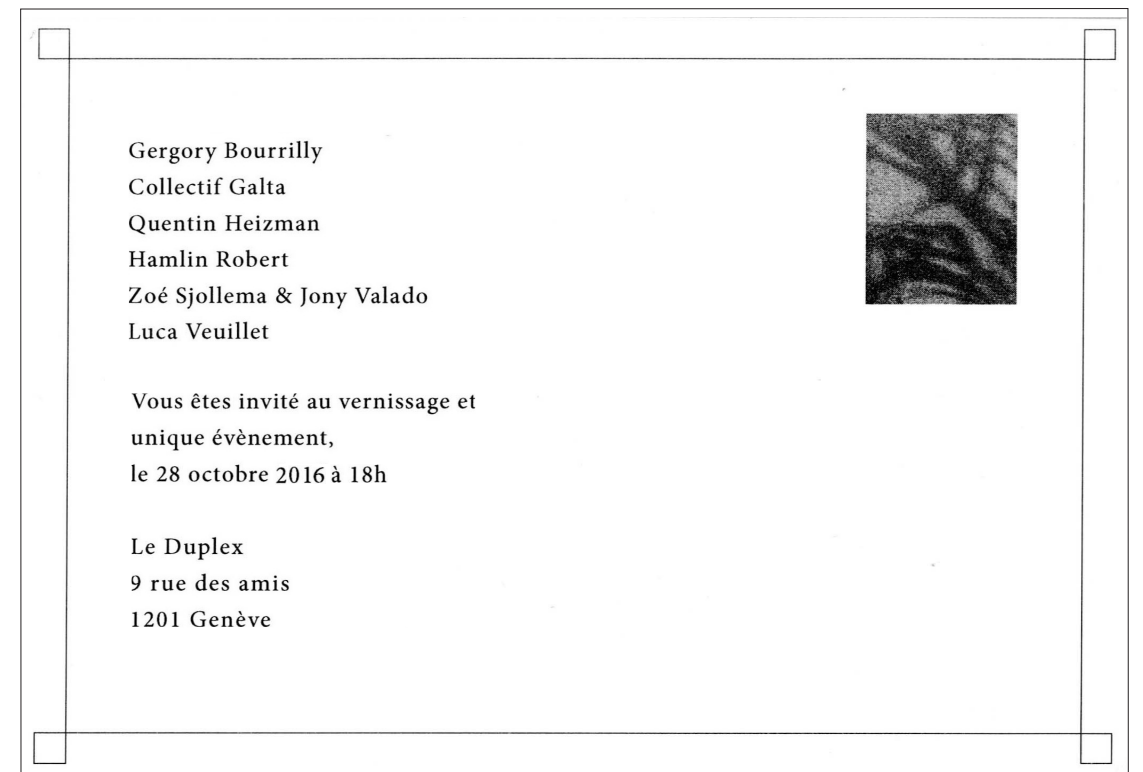 Gergory Bourrilly
Collectif Galta
Quentin Heizman
Hamlin Robert
Zoé Sjollema & Jony Valado
Luca Veuillet
Vous êtes invité au vernissage et
unique évènement,
le 28 octobre 2016 à 18h
Le Duplex
9 rue des amis
1201 Genève